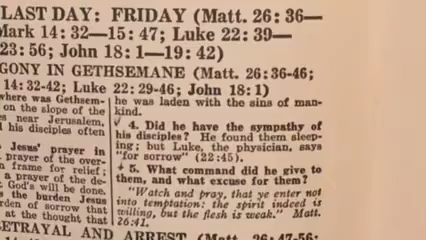 LAST DAY: FRIDAY (Matt. 26:36—
Mark 14:32—15:47; Luke 22:39—
23:56; John 18:1—19:42)
GONY IN GETHSEMANE (Matt. 26:36-46;
14:32-42; Luke 22:29-46; John 18:1)
where was Gethsem-
on the slope of the
es near Jerusalem,
his disciples often
Jesus' prayer in
prayer of the over-
n frame for relief;
a prayer of the de-
God's will be done.
s the burden Jesus
rden of sorrow that
at the thought that
he was laden with the sins of man-
kind.
4. Did he have the sympathy of
his disciples? He found them sleep-
ing; but Luke, the physician, says
"for sorrow" (22:45).
5. What command did he give to
them, and what excuse for them?
"Watch and pray, that ye enter not
into temptation: the spirit indeed is
willing, but the flesh is weak." Matt.
26:41.
ETRAYAL AND ARREST (Matt. 26:47-56;